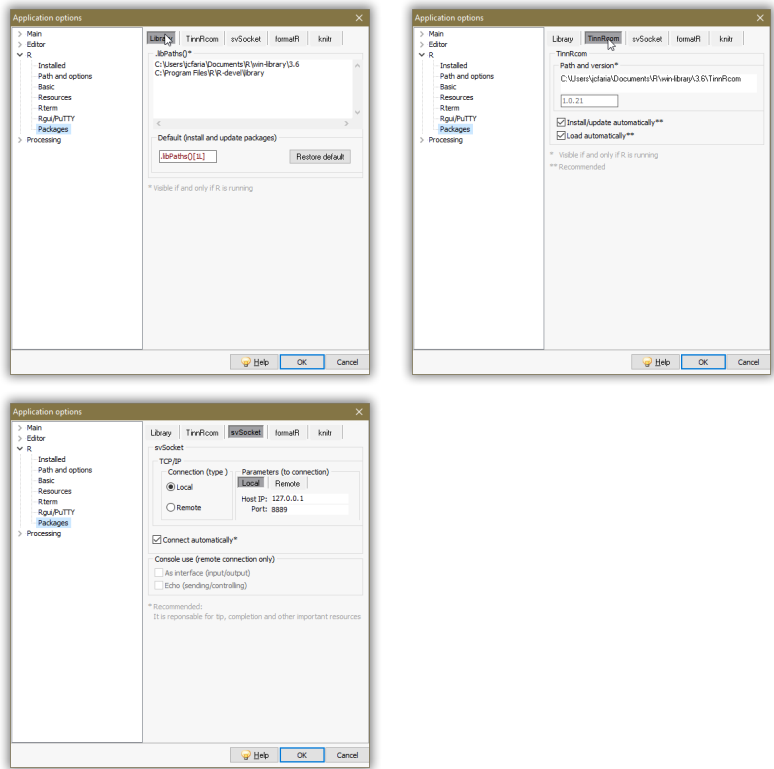 Application options
Main
Editor
R
Installed
Path and options
Basic
Resources
Rterm
Rgui/PuTTY
Packages
Processing
Library TinnRcom svSocket formatR knitr
.libPaths()*
C:\Users\jcfaria\Documents\R\win-library\3.6
C:\Program Files\R\R-devel\library
Default (install and update packages)
.libPaths()[1L] Restore default
* Visible if and only if R is running
Help OK Cancel
Application options
Main
Editor
R
Installed
Path and options
Basic
Resources
Rterm
Rgui/PuTTY
Packages
Processing
Library TinnRcom svSocket formatR knitr
TinnRcom
Path and version*
C:\Users\jcfaria\Documents\R\win-library\3.6\TinnRcom
1.0.21
Install/update automatically**
Load automatically**
* Visible if and only if R is running
** Recommended
Help OK Cancel
Application options
Main
Editor
R
Installed
Path and options
Basic
Resources
Rterm
Rgui/PuTTY
Packages
Processing
Library TinnRcom svSocket formatR knitr
svSocket
TCP/IP
Connection (type )
Local
Remote
Parameters (to connection)
Local Remote
Host IP: 127.0.0.1
Port: 8889
Connect automatically*
Console use (remote connection only)
As interface (input/output)
Echo (sending/controlling)
* Recommended:
It is reponsable for tip, completion and other important resources
Help OK Cancel